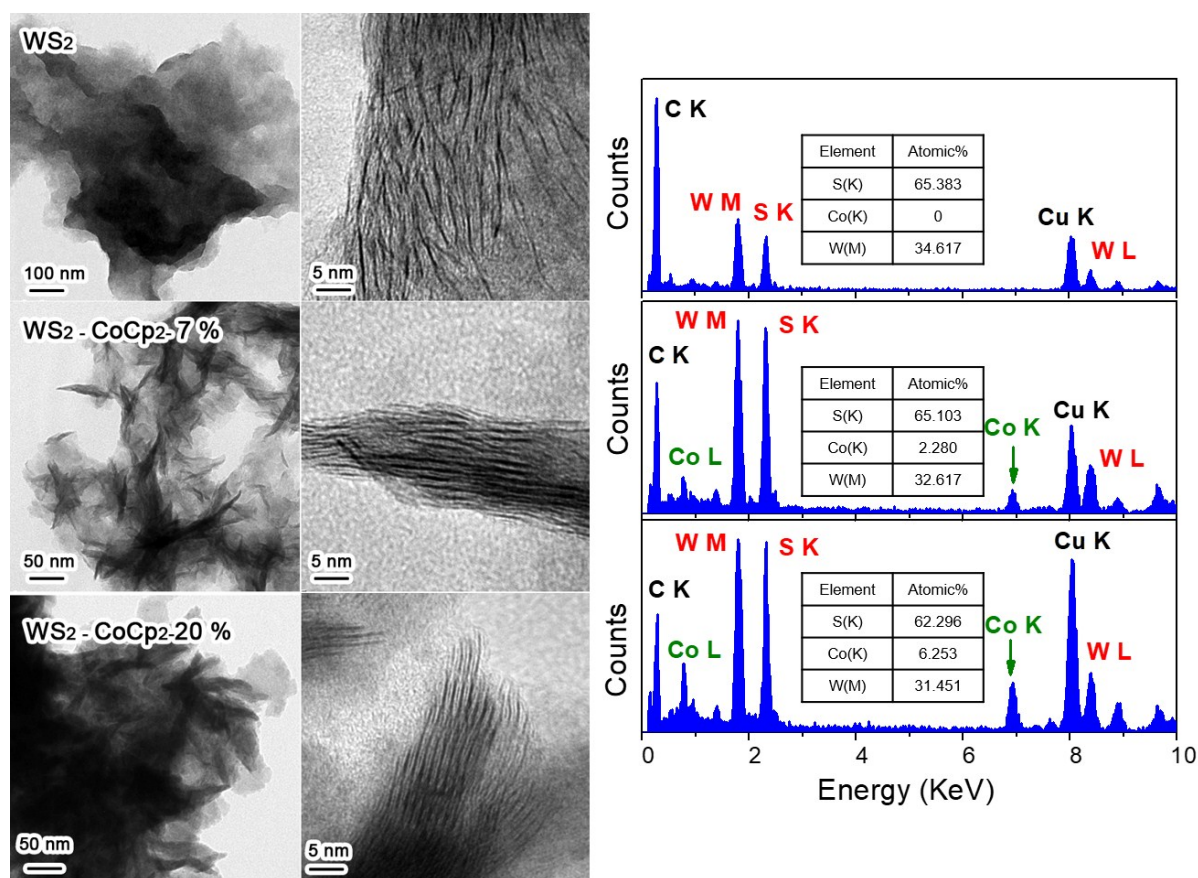 WS2
100 nm
5 nm
WS2 - CoCp2-7 %
50 nm
5 nm
WS2 - CoCp2-20 %
50 nm
5 nm
Counts
C K
W M
S K
Cu K
W L
Element Atomic%
S(K) 65.383
Co(K) 0
W(M) 34.617
Counts
C K
Co L
W M
S K
Co K
Cu K
W L
Element Atomic%
S(K) 65.103
Co(K) 2.280
W(M) 32.617
Counts
C K
Co L
W M
S K
Co K
Cu K
W L
Element Atomic%
S(K) 62.296
Co(K) 6.253
W(M) 31.451
0 2 4 6 8 10
Energy (KeV)